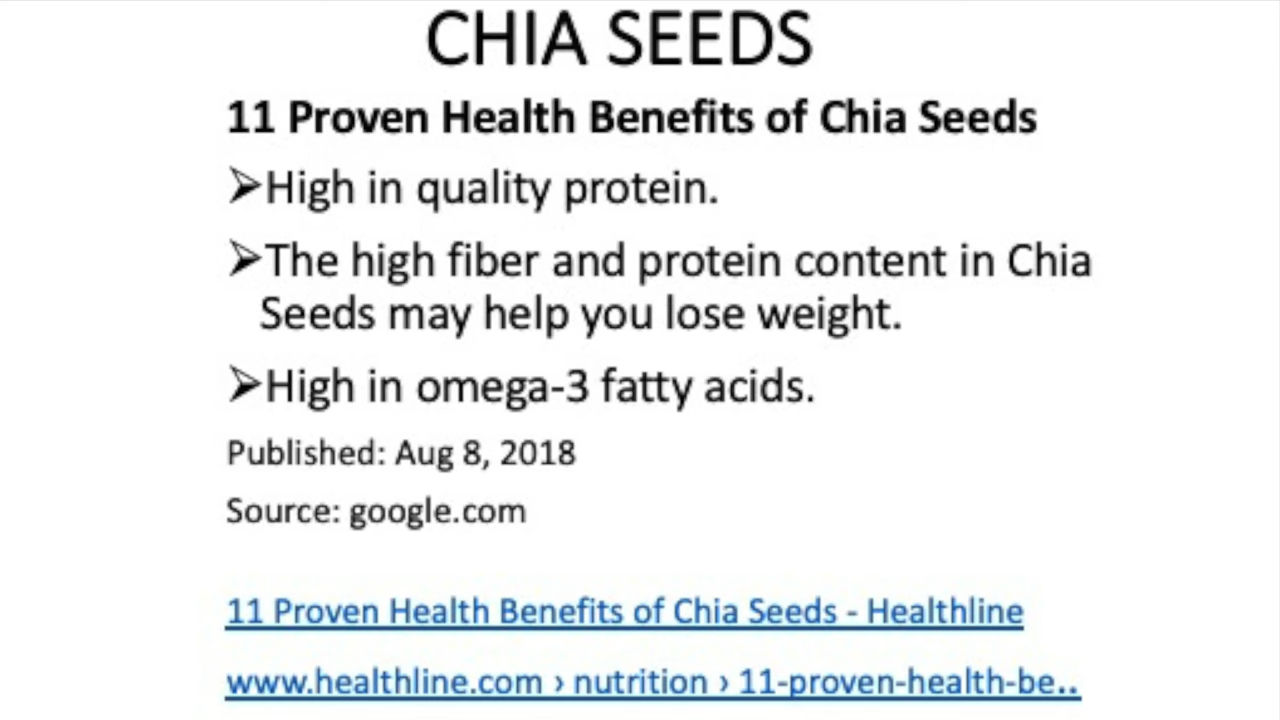 CHIA SEEDS
11 Proven Health Benefits of Chia Seeds
➢High in quality protein.
➢The high fiber and protein content in Chia
Seeds may help you lose weight.
➢High in omega-3 fatty acids.
Published: Aug 8, 2018
Source: google.com
11 Proven Health Benefits of Chia Seeds - Healthline
www.healthline.com › nutrition › 11-proven-health-be..